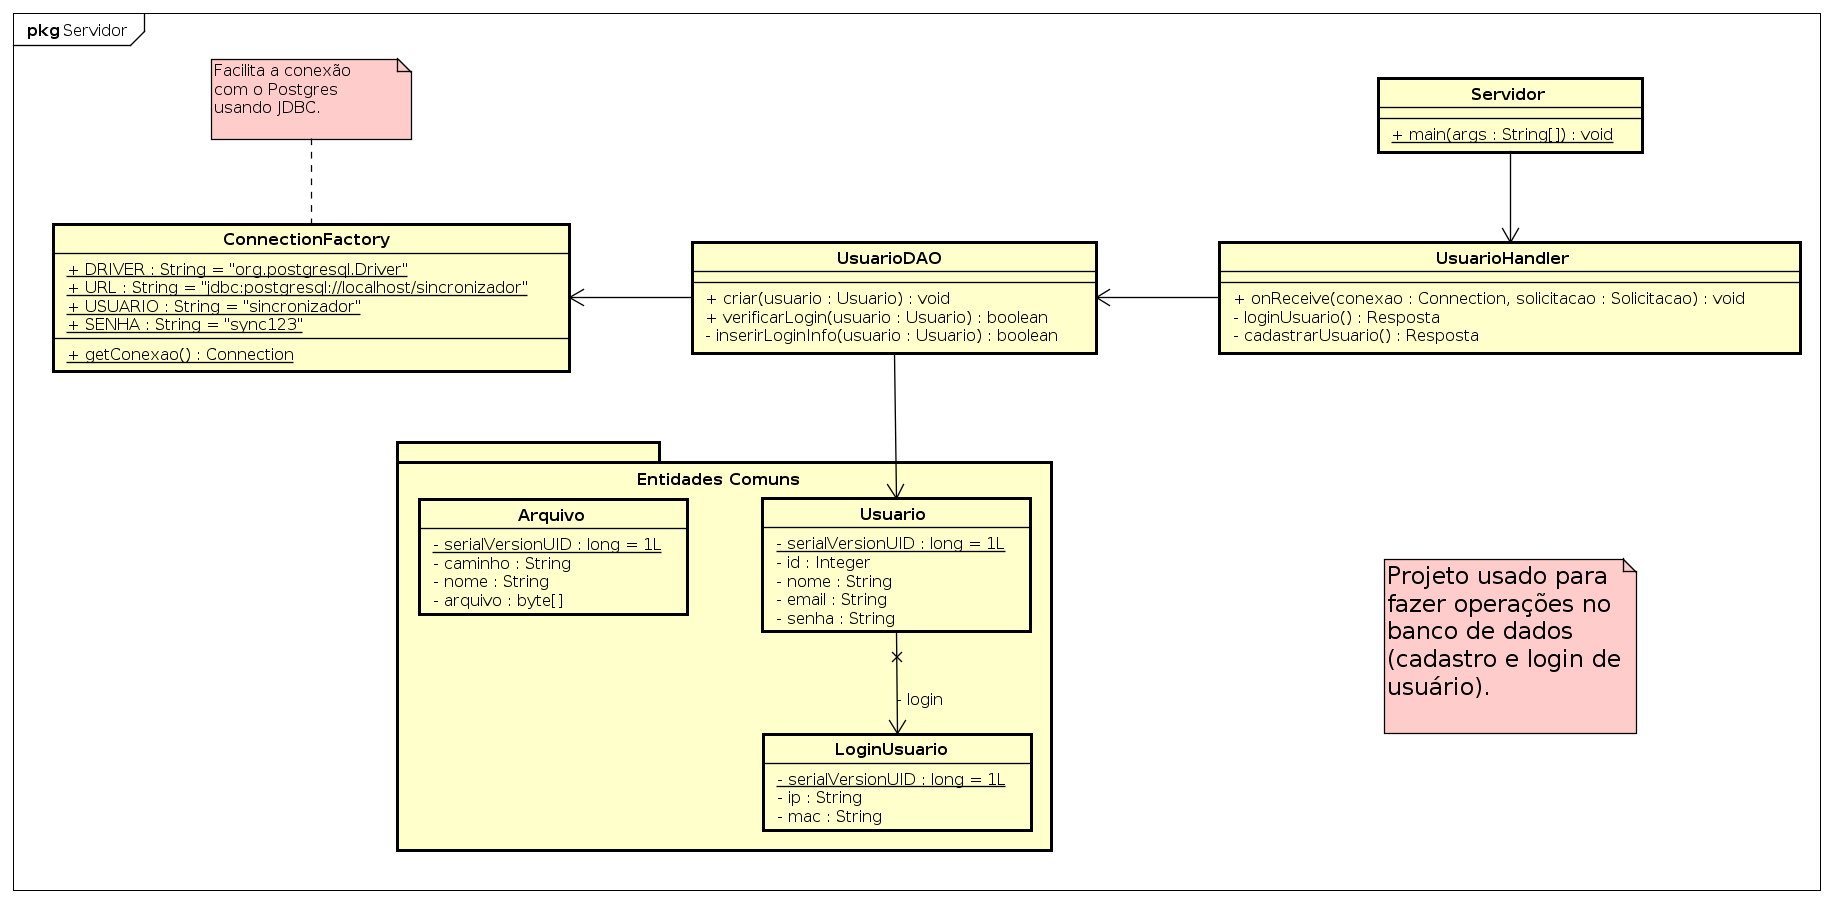 pkg Servidor
Facilita a conexão
com o Postgres
usando JDBC.
Servidor
+ main(args : String[]) : void
ConnectionFactory
+ DRIVER : String = "org.postgresql.Driver"
+ URL : String = "jdbc:postgresql://localhost/sincronizador"
+ USUARIO : String = "sincronizador"
+ SENHA : String = "sync123"
+ getConexao() : Connection
UsuarioDAO
+ criar(usuario : Usuario) : void
+ verificarLogin(usuario : Usuario) : boolean
- inserirLoginInfo(usuario : Usuario) : boolean
UsuarioHandler
+ onReceive(conexao : Connection, solicitacao : Solicitacao) : void
- loginUsuario() : Resposta
- cadastrarUsuario() : Resposta
Entidades Comuns
Arquivo
- serialVersionUID : long = 1L
- caminho : String
- nome : String
- arquivo : byte[]
Usuario
- serialVersionUID : long = 1L
- id : Integer
- nome : String
- email : String
- senha : String
- login
LoginUsuario
- serialVersionUID : long = 1L
- ip : String
- mac : String
Projeto usado para
fazer operações no
banco de dados
(cadastro e login de
usuário).